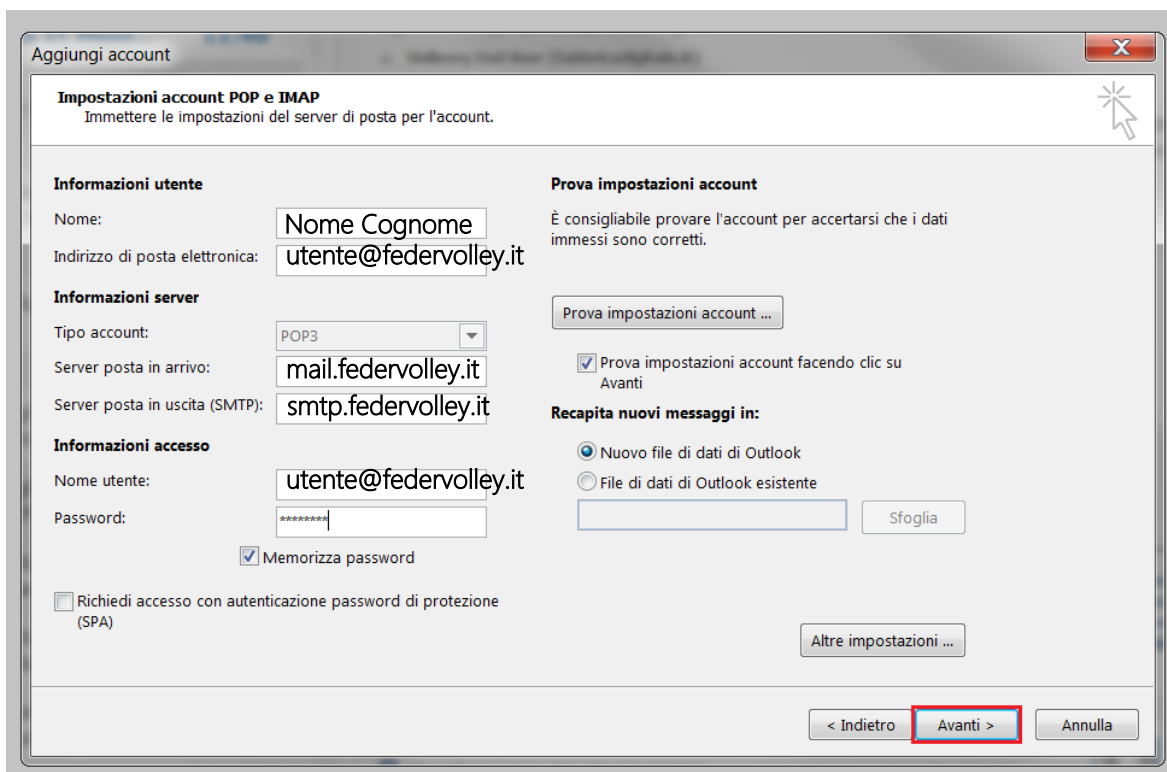 Aggiungi account
Impostazioni account POP e IMAP
Immettere le impostazioni del server di posta per l'account.
Informazioni utente
Nome: Nome Cognome
Indirizzo di posta elettronica: utente@federvolley.it
Informazioni server
Tipo account: POP3
Server posta in arrivo: mail.federvolley.it
Server posta in uscita (SMTP): smtp.federvolley.it
Informazioni accesso
Nome utente: utente@federvolley.it
Password: ********
Memorizza password
Richiedi accesso con autenticazione password di protezione
(SPA)
Prova impostazioni account
È consigliabile provare l'account per accertarsi che i dati
immessi sono corretti.
Prova impostazioni account ...
Prova impostazioni account facendo clic su
Avanti
Recapita nuovi messaggi in:
Nuovo file di dati di Outlook
File di dati di Outlook esistente
Sfoglia
Altre impostazioni ...
< Indietro
Avanti >
Annulla